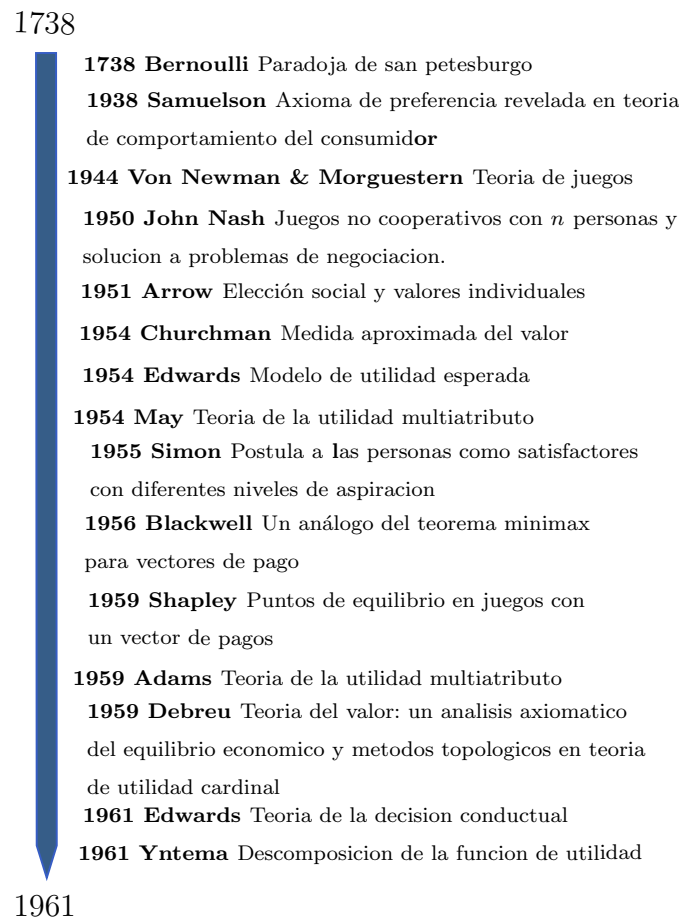 1738
1738 Bernoulli Paradoja de san petesburgo
1938 Samuelson Axioma de preferencia revelada en teoria
de comportamiento del consumidor
1944 Von Newman & Morguestern Teoria de juegos
1950 John Nash Juegos no cooperativos con n personas y
solucion a problemas de negociacion.
1951 Arrow Elección social y valores individuales
1954 Churchman Medida aproximada del valor
1954 Edwards Modelo de utilidad esperada
1954 May Teoria de la utilidad multiatributo
1955 Simon Postula a las personas como satisfactores
con diferentes niveles de aspiracion
1956 Blackwell Un análogo del teorema minimax
para vectores de pago
1959 Shapley Puntos de equilibrio en juegos con
un vector de pagos
1959 Adams Teoria de la utilidad multiatributo
1959 Debreu Teoria del valor: un analisis axiomatico
del equilibrio economico y metodos topologicos en teoria
de utilidad cardinal
1961 Edwards Teoria de la decision conductual
1961 Yntema Descomposicion de la funcion de utilidad
1961